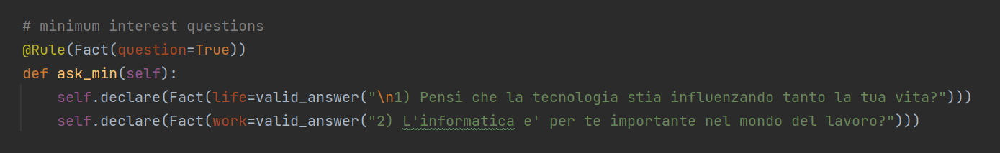 # minimum interest questions
@Rule(Fact(question=True))
def ask_min(self):
    self.declare(Fact(life=valid_answer("\n1) Pensi che la tecnologia stia influenzando tanto la tua vita?")))
    self.declare(Fact(work=valid_answer("2) L'informatica e' per te importante nel mondo del lavoro?")))